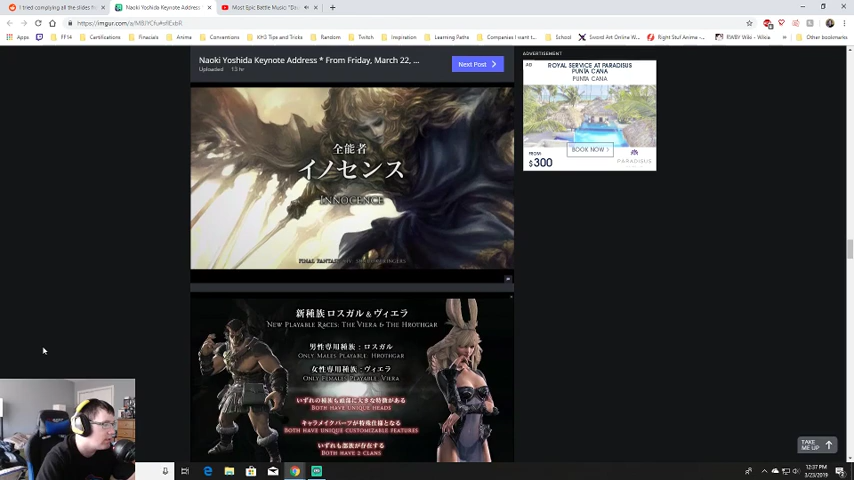 I tried compiling all the slides fr
Naoki Yoshida Keynote Address
Most Epic Battle Music "Dea
https://imgur.com/a/
Apps
FF14
Certifications
Finacials
Anime
Conventions
KH3 Tips and Tricks
Random
Twitch
Inspiration
Learning Paths
Companies I want t...
School
Sword Art Online W...
Right Stuf Anime -...
RWBY - Wikia
Other bookmarks
Naoki Yoshida Keynote Address * From Friday, March 22, ...
Uploaded 13 hr
Next Post
ADVERTISEMENT
AD
ROYAL SERVICE AT PARADISUS
PUNTA CANA
PUNTA CANA
BOOK NOW
FROM
$300
PARADISUS
全能者
イノセンス
INNOCENCE
新種族 ロスガル & ヴィエラ
NEW PLAYABLE RACES: THE VIERA & THE HROTHGAR
男性専用種族：ロスガル
ONLY MALES PLAYABLE: HROTHGAR
女性専用種族：ヴィエラ
ONLY FEMALES PLAYABLE: VIERA
いずれの種族も頭部に大きな特徴がある
BOTH HAVE UNIQUE HEADS
キャラメイクパーツが特殊仕様となる
BOTH HAVE UNIQUE CUSTOMIZABLE FEATURES
いずれも部族が存在する
BOTH HAVE 2 CLANS
TAKE
ME UP
12:37 PM
3/23/2019